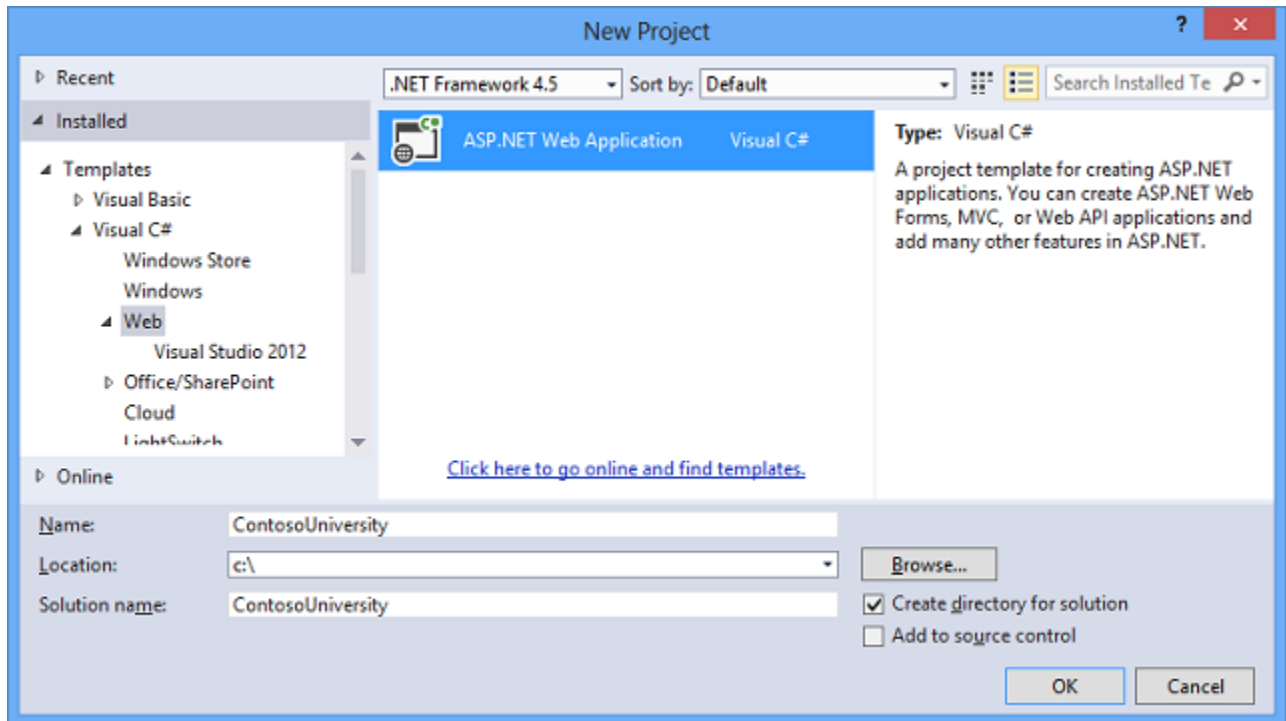 New Project
? ×
Recent
.NET Framework 4.5 Sort by: Default Search Installed Te
Installed
Templates
Visual Basic
Visual C#
Windows Store
Windows
Web
Visual Studio 2012
Office/SharePoint
Cloud
LightSwitch
Online
ASP.NET Web Application Visual C#
Click here to go online and find templates.
Type: Visual C#
A project template for creating ASP.NET
applications. You can create ASP.NET Web
Forms, MVC, or Web API applications and
add many other features in ASP.NET.
Name: ContosoUniversity
Location: c:\ Browse...
Solution name: ContosoUniversity
Create directory for solution
Add to source control
OK Cancel